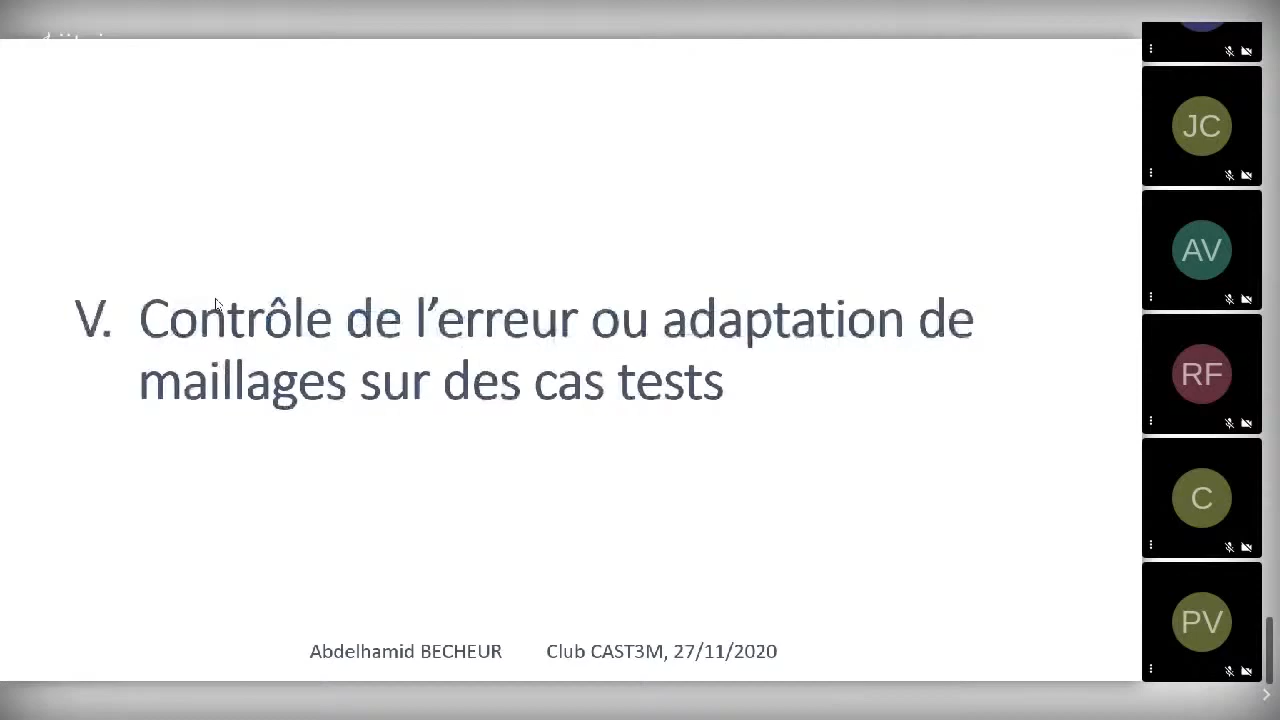 V. Contrôle de l’erreur ou adaptation de
maillages sur des cas tests
Abdelhamid BECHEUR Club CAST3M, 27/11/2020
JC
AV
RF
C
PV